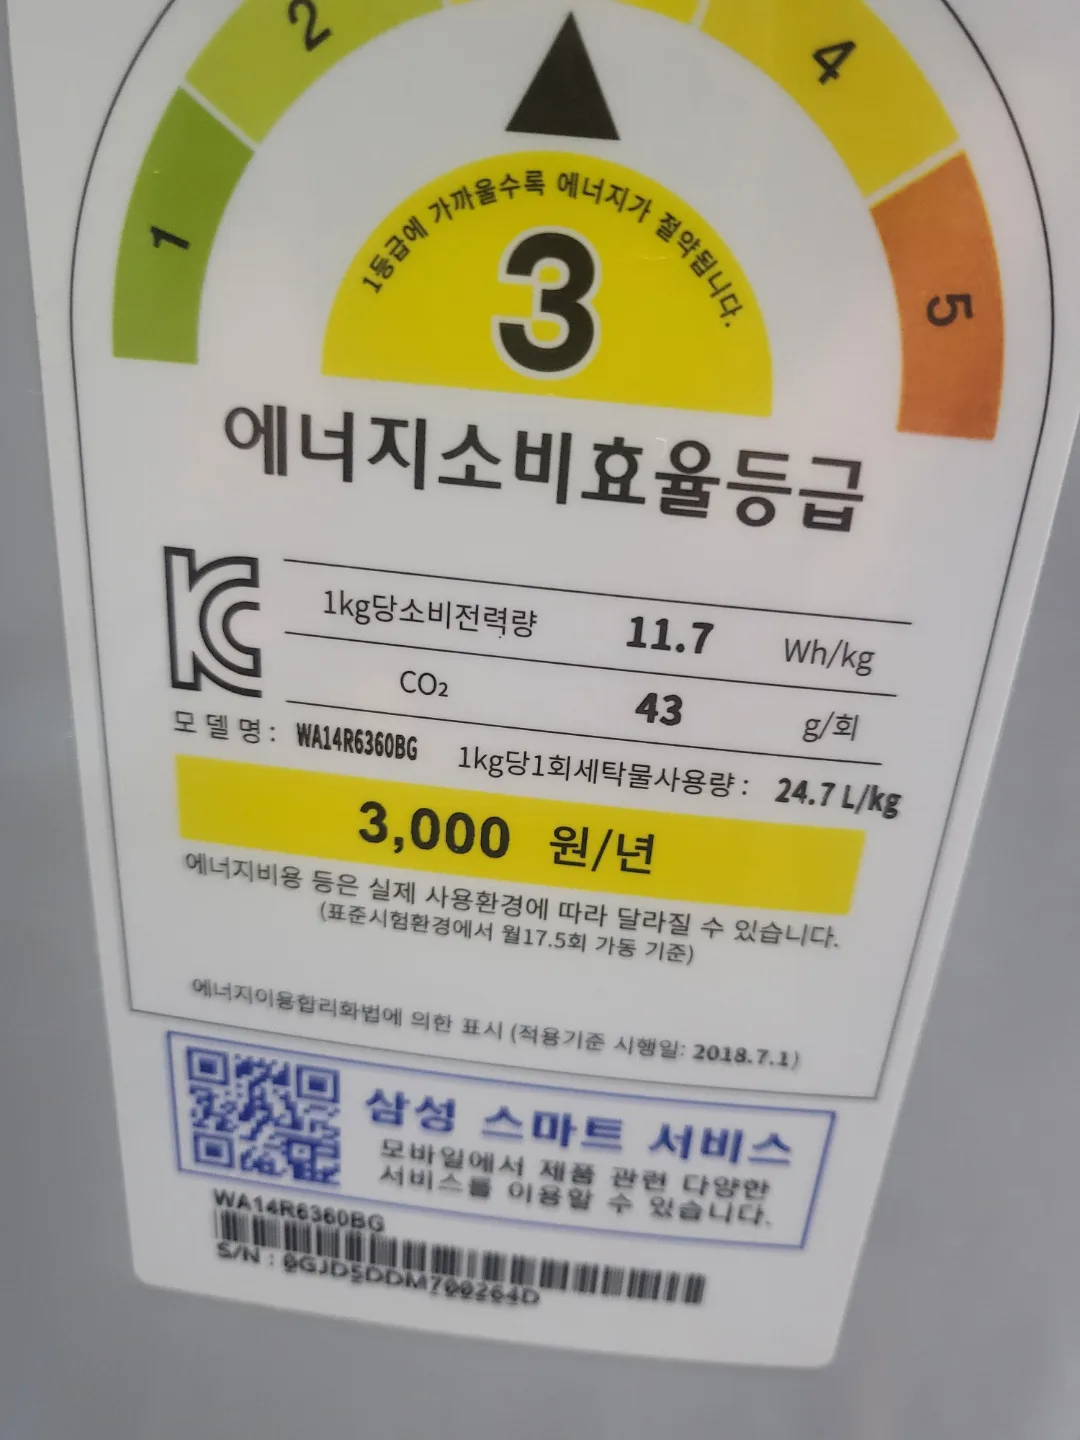 1 2 4 5
1등급에 가까울수록 에너지가 절약됩니다.
3
에너지소비효율등급
1kg당소비전력량 11.7 Wh/kg
CO₂ 43 g/회
모 델 명 : WA14R6360BG 1kg당1회세탁물사용량 : 24.7 L/kg
3,000 원/년
에너지비용 등은 실제 사용환경에 따라 달라질 수 있습니다.
(표준시험환경에서 월17.5회 가동 기준)
에너지이용합리화법에 의한 표시 (적용기준 시행일: 2018.7.1)
삼성 스마트 서비스
모바일에서 제품 관련 다양한
서비스를 이용할 수 있습니다.
WA14R6360BG
S/N : 0GJD5DDM700264D